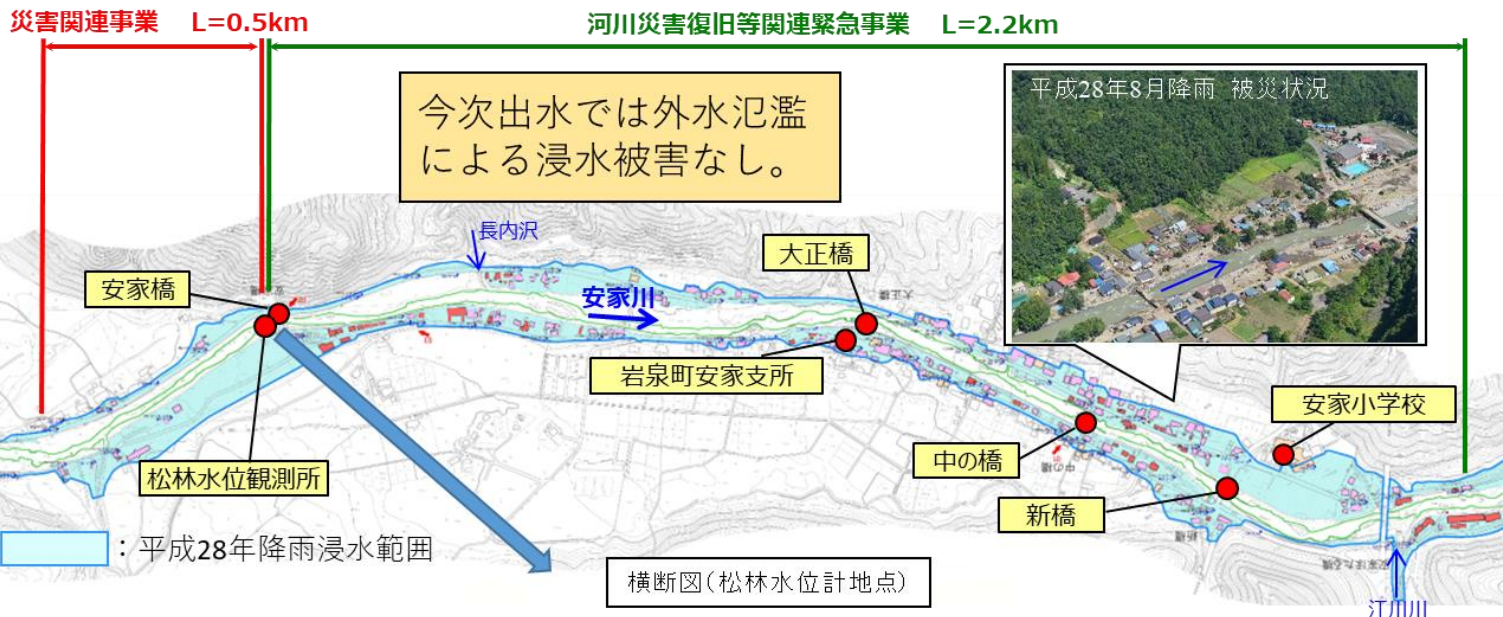 災害関連事業 L=0.5km
河川災害復旧等関連緊急事業 L=2.2km
今次出水では外水氾濫
による浸水被害なし。
平成28年8月降雨 被災状況
長内沢
大正橋
安家橋
安家川
大正橋
岩泉町安家支所
安家小学校
中の橋
松林水位観測所
中の橋
新橋
：平成28年降雨浸水範囲
横断図(松林水位計地点)
江川川